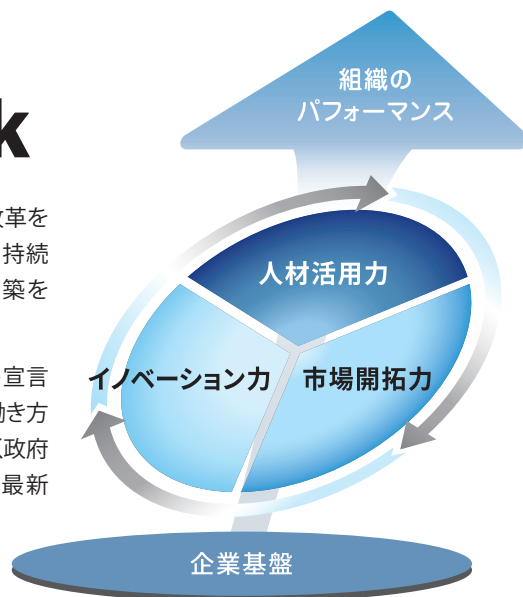 組織の
パフォーマンス
k
改革を
持続
築を
宣言
働き方
政府
最新
人材活用力
イノベーション力
市場開拓力
企業基盤